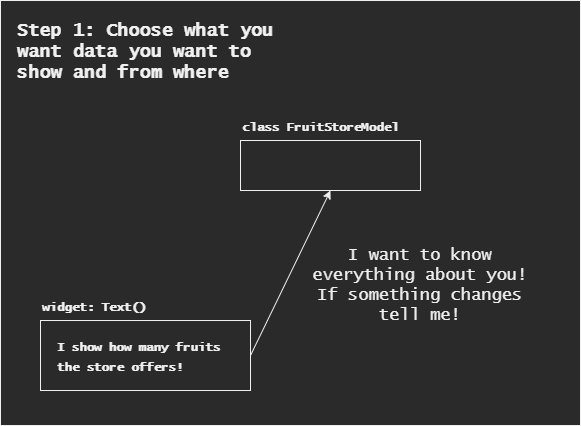 Step 1: Choose what you
want data you want to
show and from where
class FruitStoreModel
I want to know
everything about you!
If something changes
tell me!
widget: Text()
I show how many fruits
the store offers!